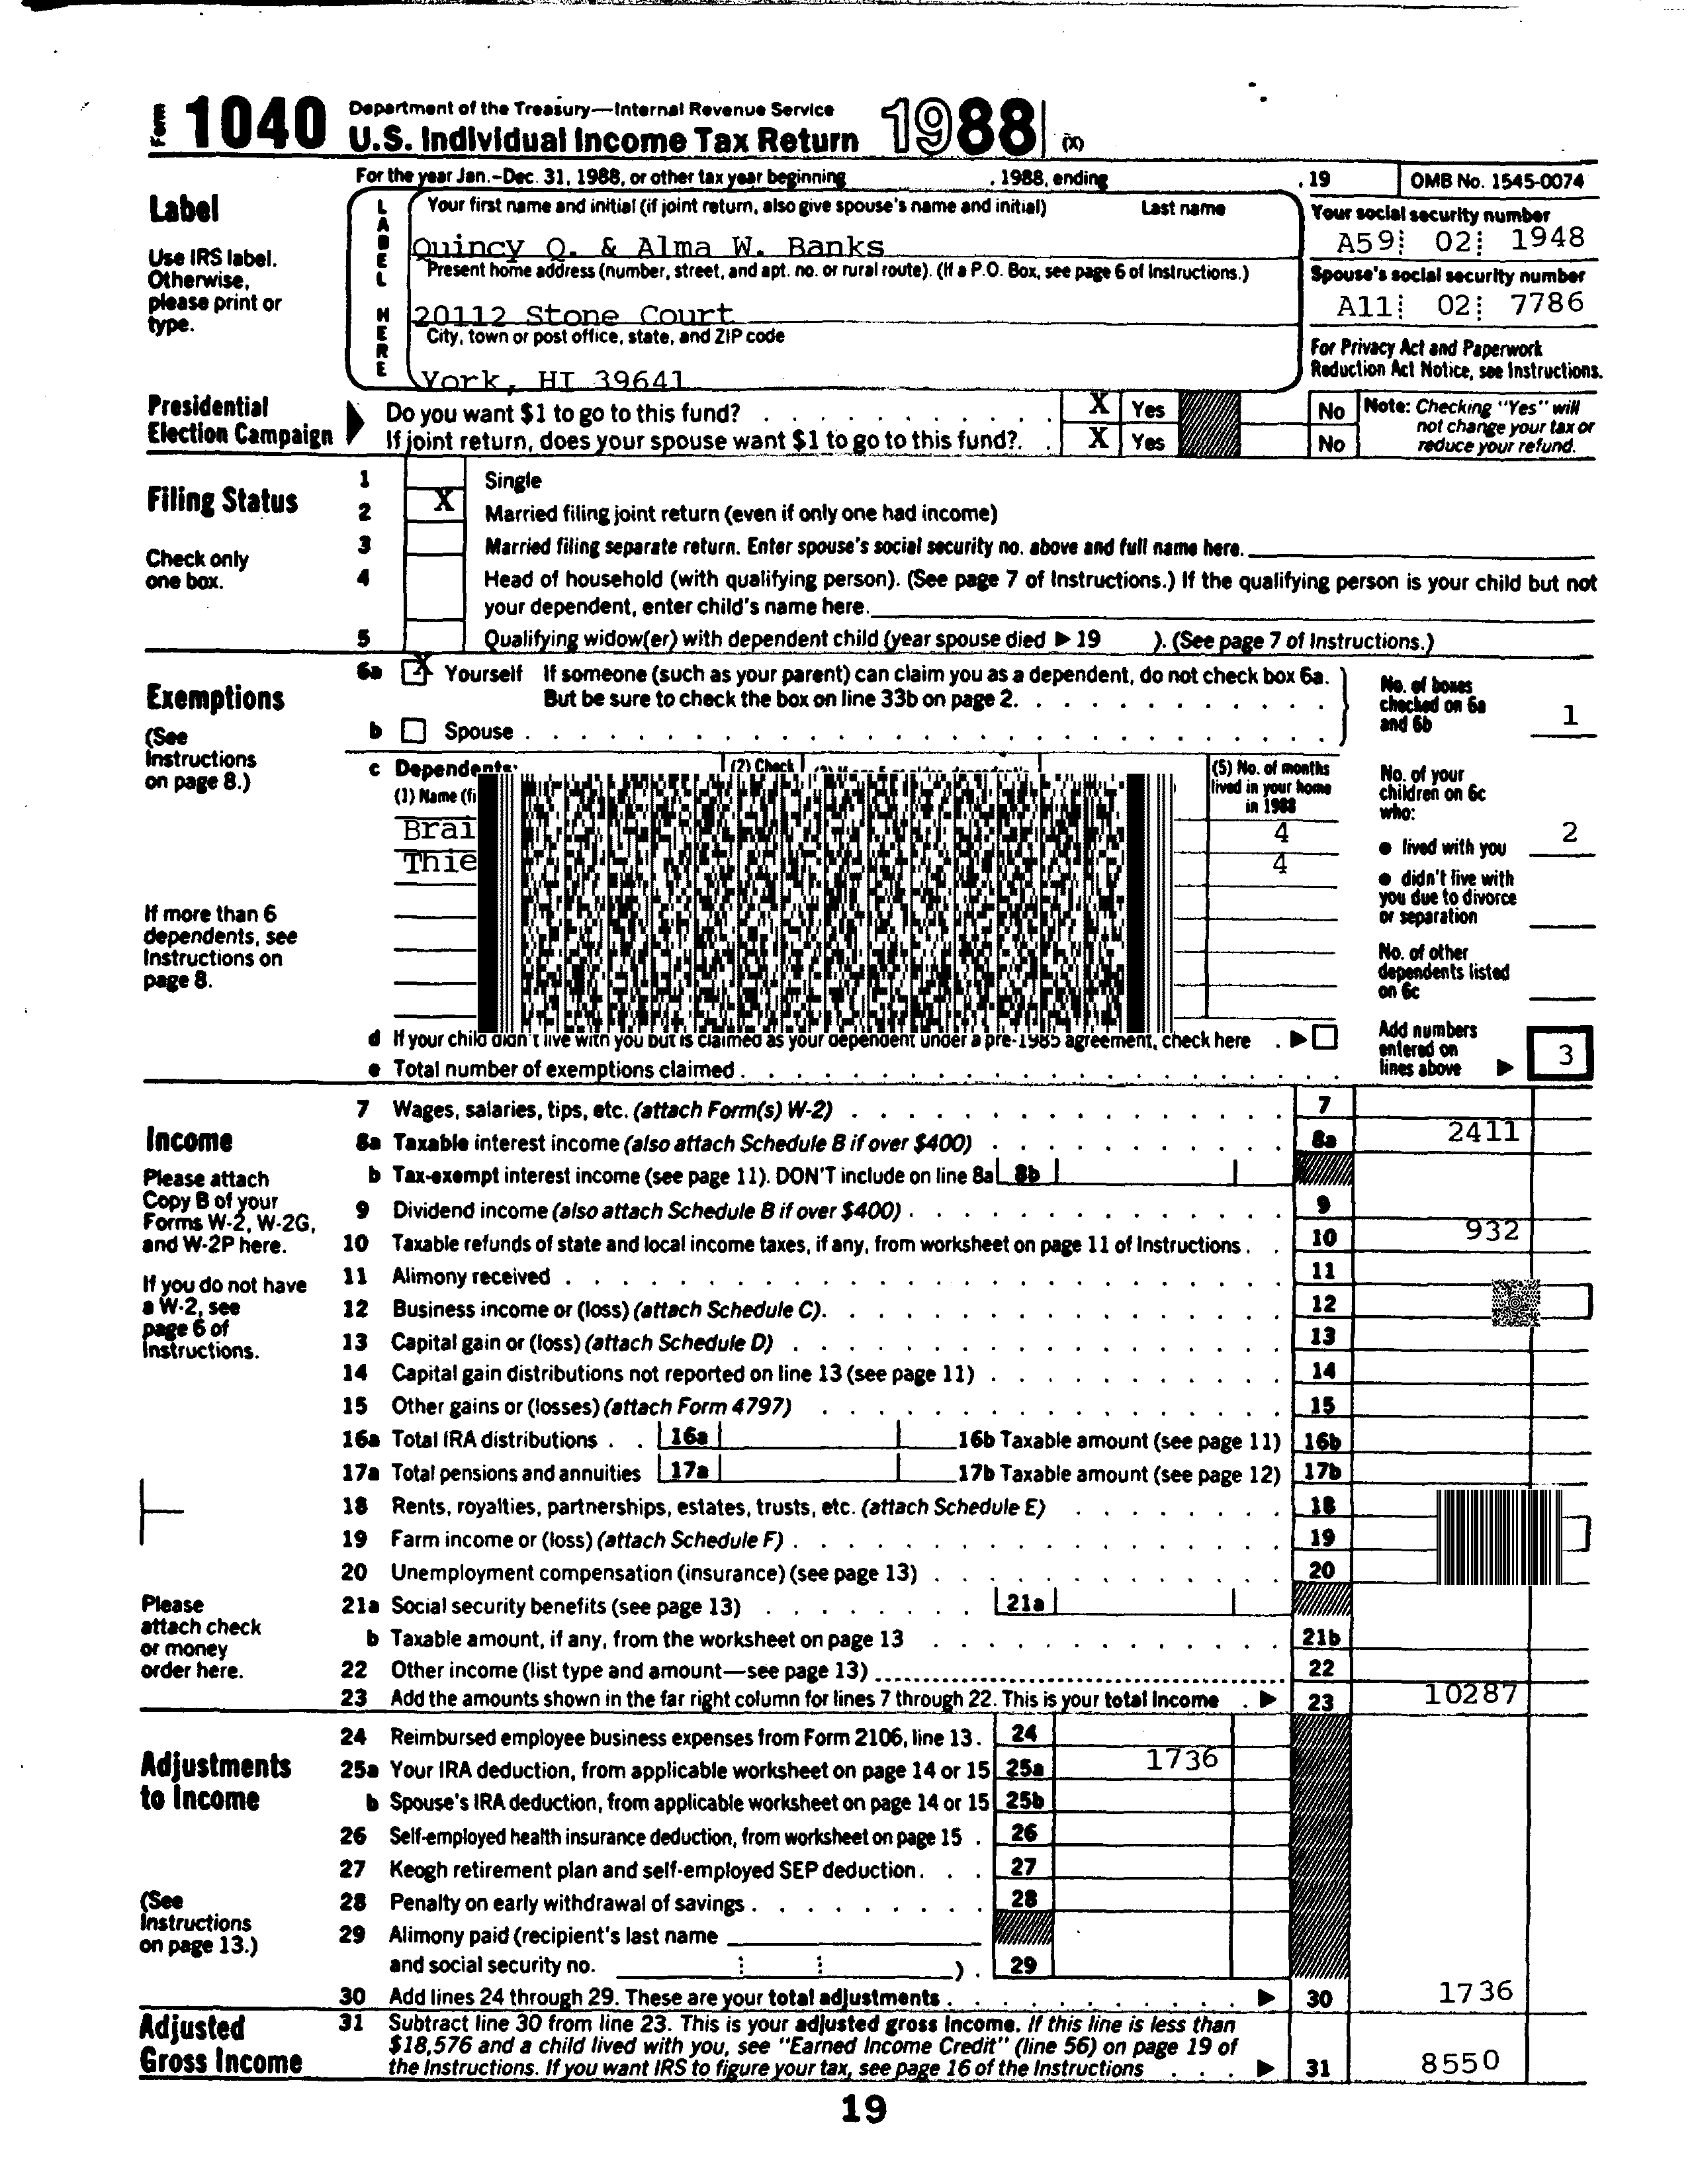 Form 1040 Department of the Treasury—Internal Revenue Service
U.S. Individual Income Tax Return 1988 (X)
For the year Jan.–Dec. 31, 1988, or other tax year beginning , 1988, ending , 19 OMB No. 1545-0074
Label
Use IRS label. Otherwise, please print or type.
LABEL HERE
Your first name and initial (if joint return, also give spouse's name and initial) Last name
Quincy Q. & Alma W. Banks
Your social security number
A59 02 1948
Present home address (number, street, and apt. no. or rural route). (If a P.O. Box, see page 6 of Instructions.)
20112 Stone Court
Spouse's social security number
A11 02 7786
City, town or post office, state, and ZIP code
York, HI 39641
For Privacy Act and Paperwork Reduction Act Notice, see Instructions.
Presidential Election Campaign
Do you want $1 to go to this fund? X Yes No
If joint return, does your spouse want $1 to go to this fund? X Yes No
Note: Checking "Yes" will not change your tax or reduce your refund.
Filing Status
Check only one box.
1 Single
2 X Married filing joint return (even if only one had income)
3 Married filing separate return. Enter spouse's social security no. above and full name here.
4 Head of household (with qualifying person). (See page 7 of Instructions.) If the qualifying person is your child but not
your dependent, enter child's name here.
5 Qualifying widow(er) with dependent child (year spouse died ▶ 19 ). (See page 7 of Instructions.)
Exemptions
(See Instructions on page 8.)
6a X Yourself If someone (such as your parent) can claim you as a dependent, do not check box 6a.
But be sure to check the box on line 33b on page 2.
b Spouse
No. of boxes checked on 6a and 6b 1
c Dependents: (2) Check
(1) Name (fi
(5) No. of months lived in your home in 1988
Brai 4
Thie 4
No. of your children on 6c who:
● lived with you 2
● didn't live with you due to divorce or separation
No. of other dependents listed on 6c
If more than 6 dependents, see Instructions on page 8.
d If your child didn't live with you but is claimed as your dependent under a pre-1985 agreement, check here ▶
e Total number of exemptions claimed
Add numbers entered on lines above ▶ 3
Income
Please attach Copy B of your Forms W-2, W-2G, and W-2P here.
If you do not have a W-2, see page 6 of Instructions.
Please attach check or money order here.
7 Wages, salaries, tips, etc. (attach Form(s) W-2) 7
8a Taxable interest income (also attach Schedule B if over $400) 8a 2411
b Tax-exempt interest income (see page 11). DON'T include on line 8a 8b
9 Dividend income (also attach Schedule B if over $400) 9
10 Taxable refunds of state and local income taxes, if any, from worksheet on page 11 of Instructions 10 932
11 Alimony received 11
12 Business income or (loss) (attach Schedule C) 12
13 Capital gain or (loss) (attach Schedule D) 13
14 Capital gain distributions not reported on line 13 (see page 11) 14
15 Other gains or (losses) (attach Form 4797) 15
16a Total IRA distributions 16a 16b Taxable amount (see page 11) 16b
17a Total pensions and annuities 17a 17b Taxable amount (see page 12) 17b
18 Rents, royalties, partnerships, estates, trusts, etc. (attach Schedule E) 18
19 Farm income or (loss) (attach Schedule F) 19
20 Unemployment compensation (insurance) (see page 13) 20
21a Social security benefits (see page 13) 21a
b Taxable amount, if any, from the worksheet on page 13 21b
22 Other income (list type and amount—see page 13) 22
23 Add the amounts shown in the far right column for lines 7 through 22. This is your total income ▶ 23 10287
Adjustments to Income
(See Instructions on page 13.)
24 Reimbursed employee business expenses from Form 2106, line 13. 24
25a Your IRA deduction, from applicable worksheet on page 14 or 15 25a 1736
b Spouse's IRA deduction, from applicable worksheet on page 14 or 15 25b
26 Self-employed health insurance deduction, from worksheet on page 15 26
27 Keogh retirement plan and self-employed SEP deduction 27
28 Penalty on early withdrawal of savings 28
29 Alimony paid (recipient's last name
and social security no. ) 29
30 Add lines 24 through 29. These are your total adjustments ▶ 30 1736
Adjusted Gross Income
31 Subtract line 30 from line 23. This is your adjusted gross income. If this line is less than
$18,576 and a child lived with you, see "Earned Income Credit" (line 56) on page 19 of
the Instructions. If you want IRS to figure your tax, see page 16 of the Instructions ▶ 31 8550
19